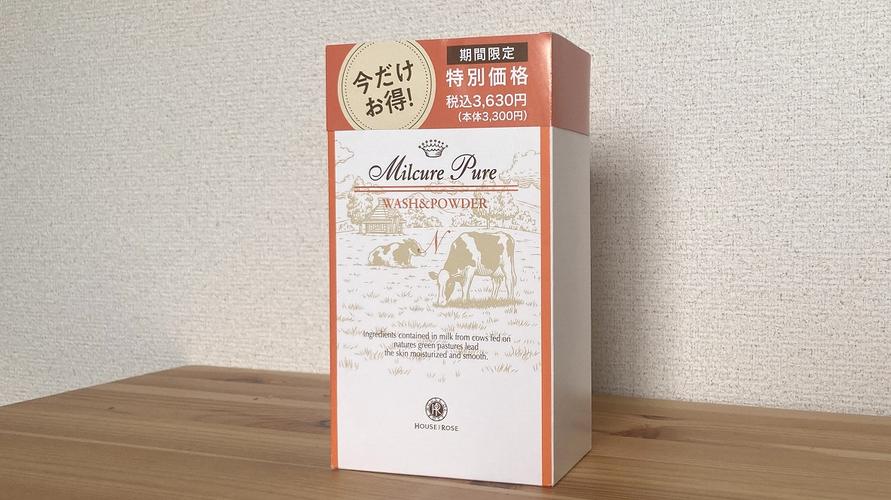 今だけ
お得!
期間限定
特別価格
税込3,630円
(本体3,300円)
Milcure Pure
WASH&POWDER
N
Ingredients contained in milk from cows fed on
natures green pastures lead
the skin moisturized and smooth.
HR
HOUSE OF ROSE